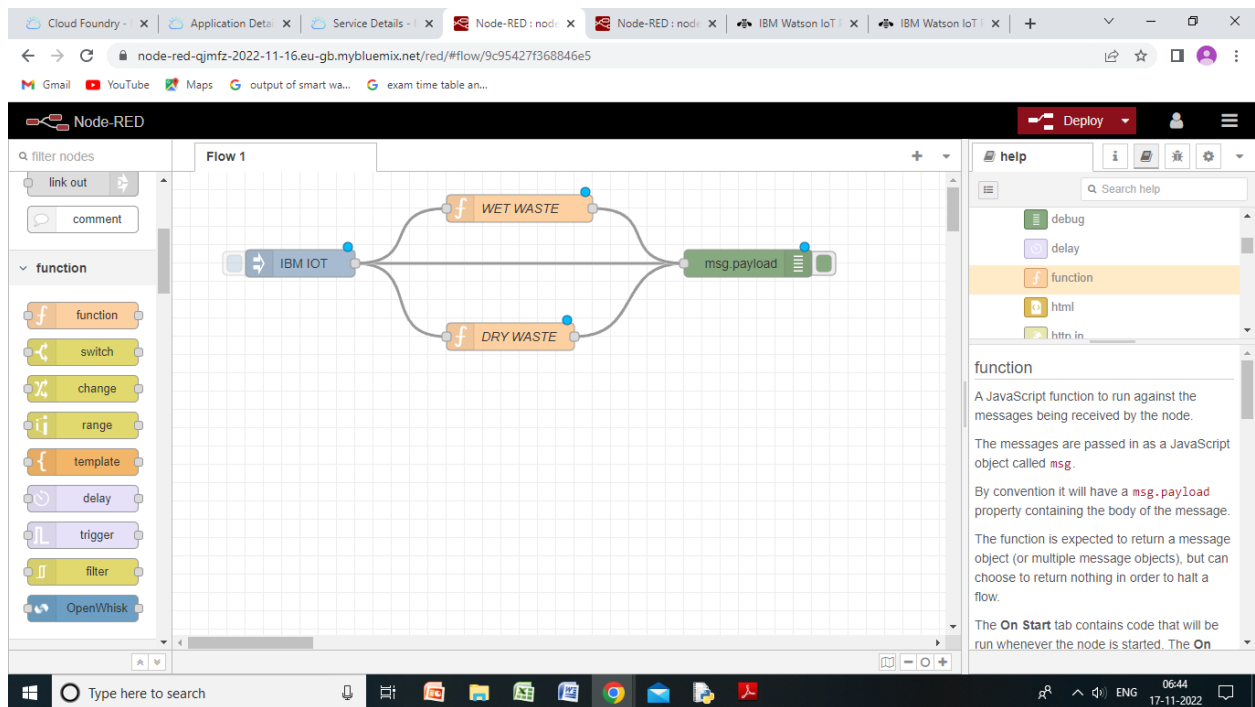 Cloud Foundry -
Application Detai
Service Details -
Node-RED : node
Node-RED : node
IBM Watson IoT
IBM Watson IoT
node-red-qjmfz-2022-11-16.eu-gb.mybluemix.net/red/#flow/9c95427f368846e5
Gmail
YouTube
Maps
output of smart wa...
exam time table an...
Node-RED
Deploy
filter nodes
link out
comment
function
function
switch
change
range
template
delay
trigger
filter
OpenWhisk
Flow 1
WET WASTE
IBM IOT
msg.payload
DRY WASTE
help
Search help
debug
delay
function
html
http in
function
A JavaScript function to run against the
messages being received by the node.
The messages are passed in as a JavaScript
object called msg.
By convention it will have a msg.payload
property containing the body of the message.
The function is expected to return a message
object (or multiple message objects), but can
choose to return nothing in order to halt a
flow.
The On Start tab contains code that will be
run whenever the node is started. The On
Type here to search
ENG
06:44
17-11-2022